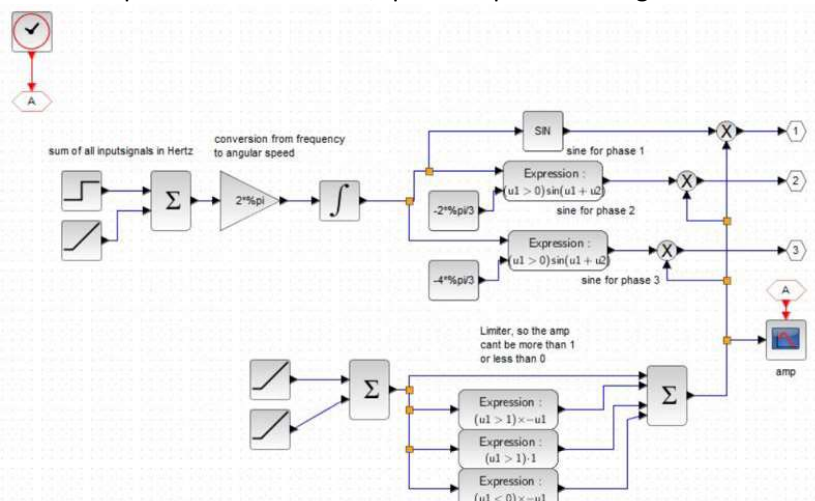 A
conversion from frequency
to angular speed
sum of all inputsignals in Hertz
SIN
1
sine for phase 1
Σ
2*%pi
∫
Expression :
(u1 > 0)sin(u1 + u2)
2
-2*%pi/3
sine for phase 2
Expression :
(u1 > 0)sin(u1 + u2)
3
-4*%pi/3
sine for phase 3
A
Limiter, so the amp
cant be more than 1
or less than 0
amp
Σ
Σ
Expression :
(u1 > 1)×-u1
Expression :
(u1 > 1)·1
Expression :
(u1 < 0)×-u1